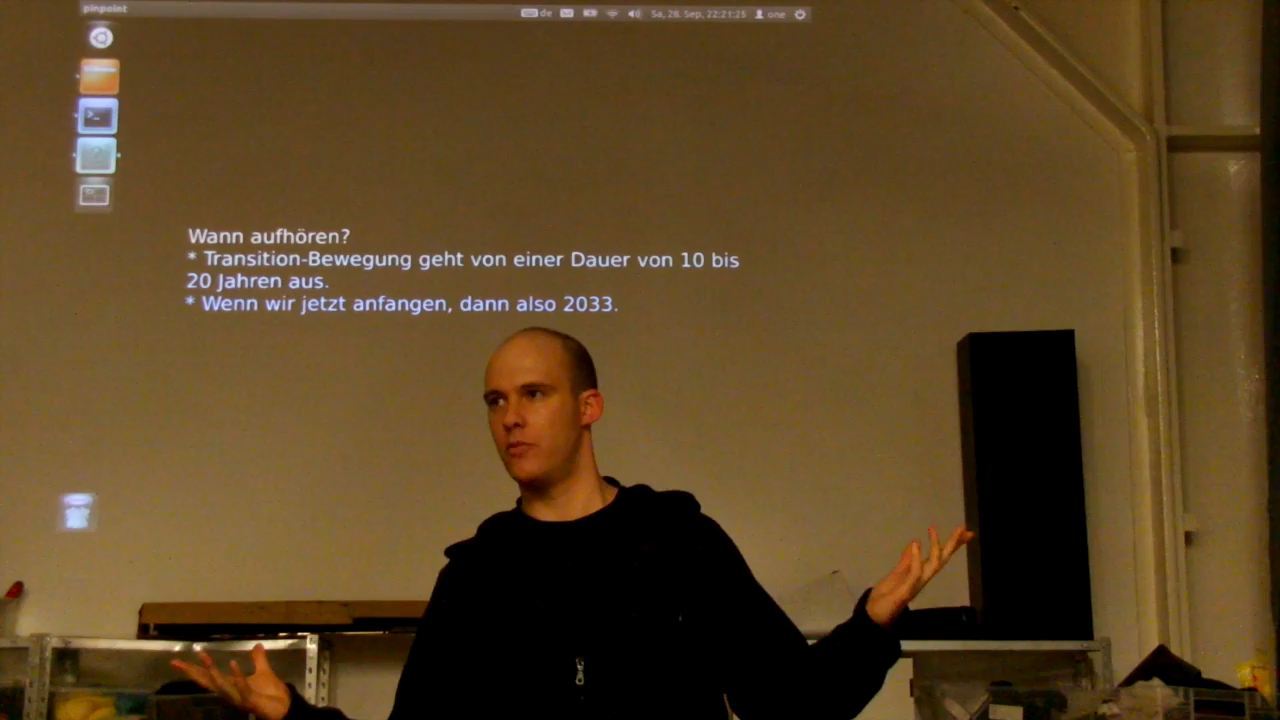 pinpoint
de
Sa, 28. Sep, 22:21:25
one
Wann aufhören?
* Transition-Bewegung geht von einer Dauer von 10 bis
20 Jahren aus.
* Wenn wir jetzt anfangen, dann also 2033.